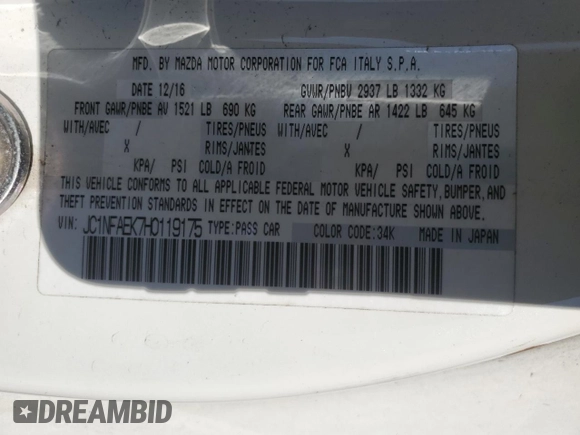 MFD. BY MAZDA MOTOR CORPORATION FOR FCA ITALY S.P.A.
DATE 12/16 GVWR/PNBV 2937 LB 1332 KG
FRONT GAWR/PNBE AV 1521 LB 690 KG REAR GAWR/PNBE AR 1422 LB 645 KG
WITH/AVEC / TIRES/PNEUS WITH/AVEC / TIRES/PNEUS
X RIMS/JANTES X RIMS/JANTES
KPA/ PSI COLD/A FROID KPA/ PSI COLD/A FROID
THIS VEHICLE CONFORMS TO ALL APPLICABLE FEDERAL MOTOR VEHICLE SAFETY, BUMPER, AND
THEFT PREVENTION STANDARDS IN EFFECT ON THE DATE OF MANUFACTURE SHOWN ABOVE.
VIN: JC1NFAEK7H0119175 TYPE:PASS CAR COLOR CODE:34K MADE IN JAPAN
DREAMBID